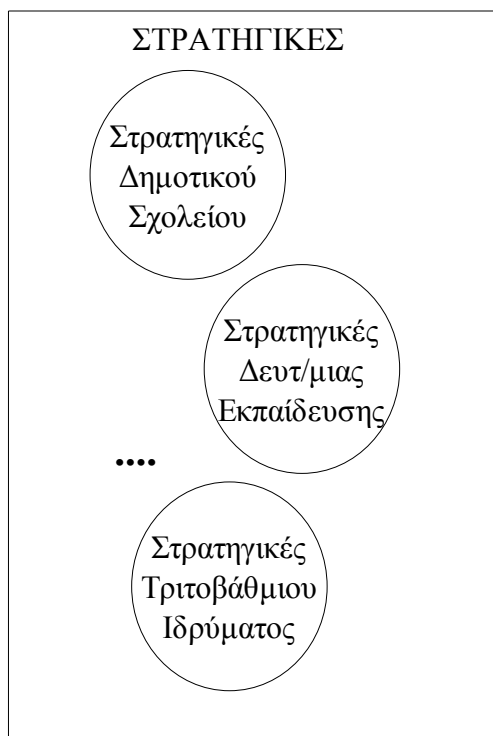 ΣΤΡΑΤΗΓΙΚΕΣ
Στρατηγικές
Δημοτικού
Σχολείου
Στρατηγικές
Δευτ/μιας
Εκπαίδευσης
....
Στρατηγικές
Τριτοβάθμιου
Ιδρύματος